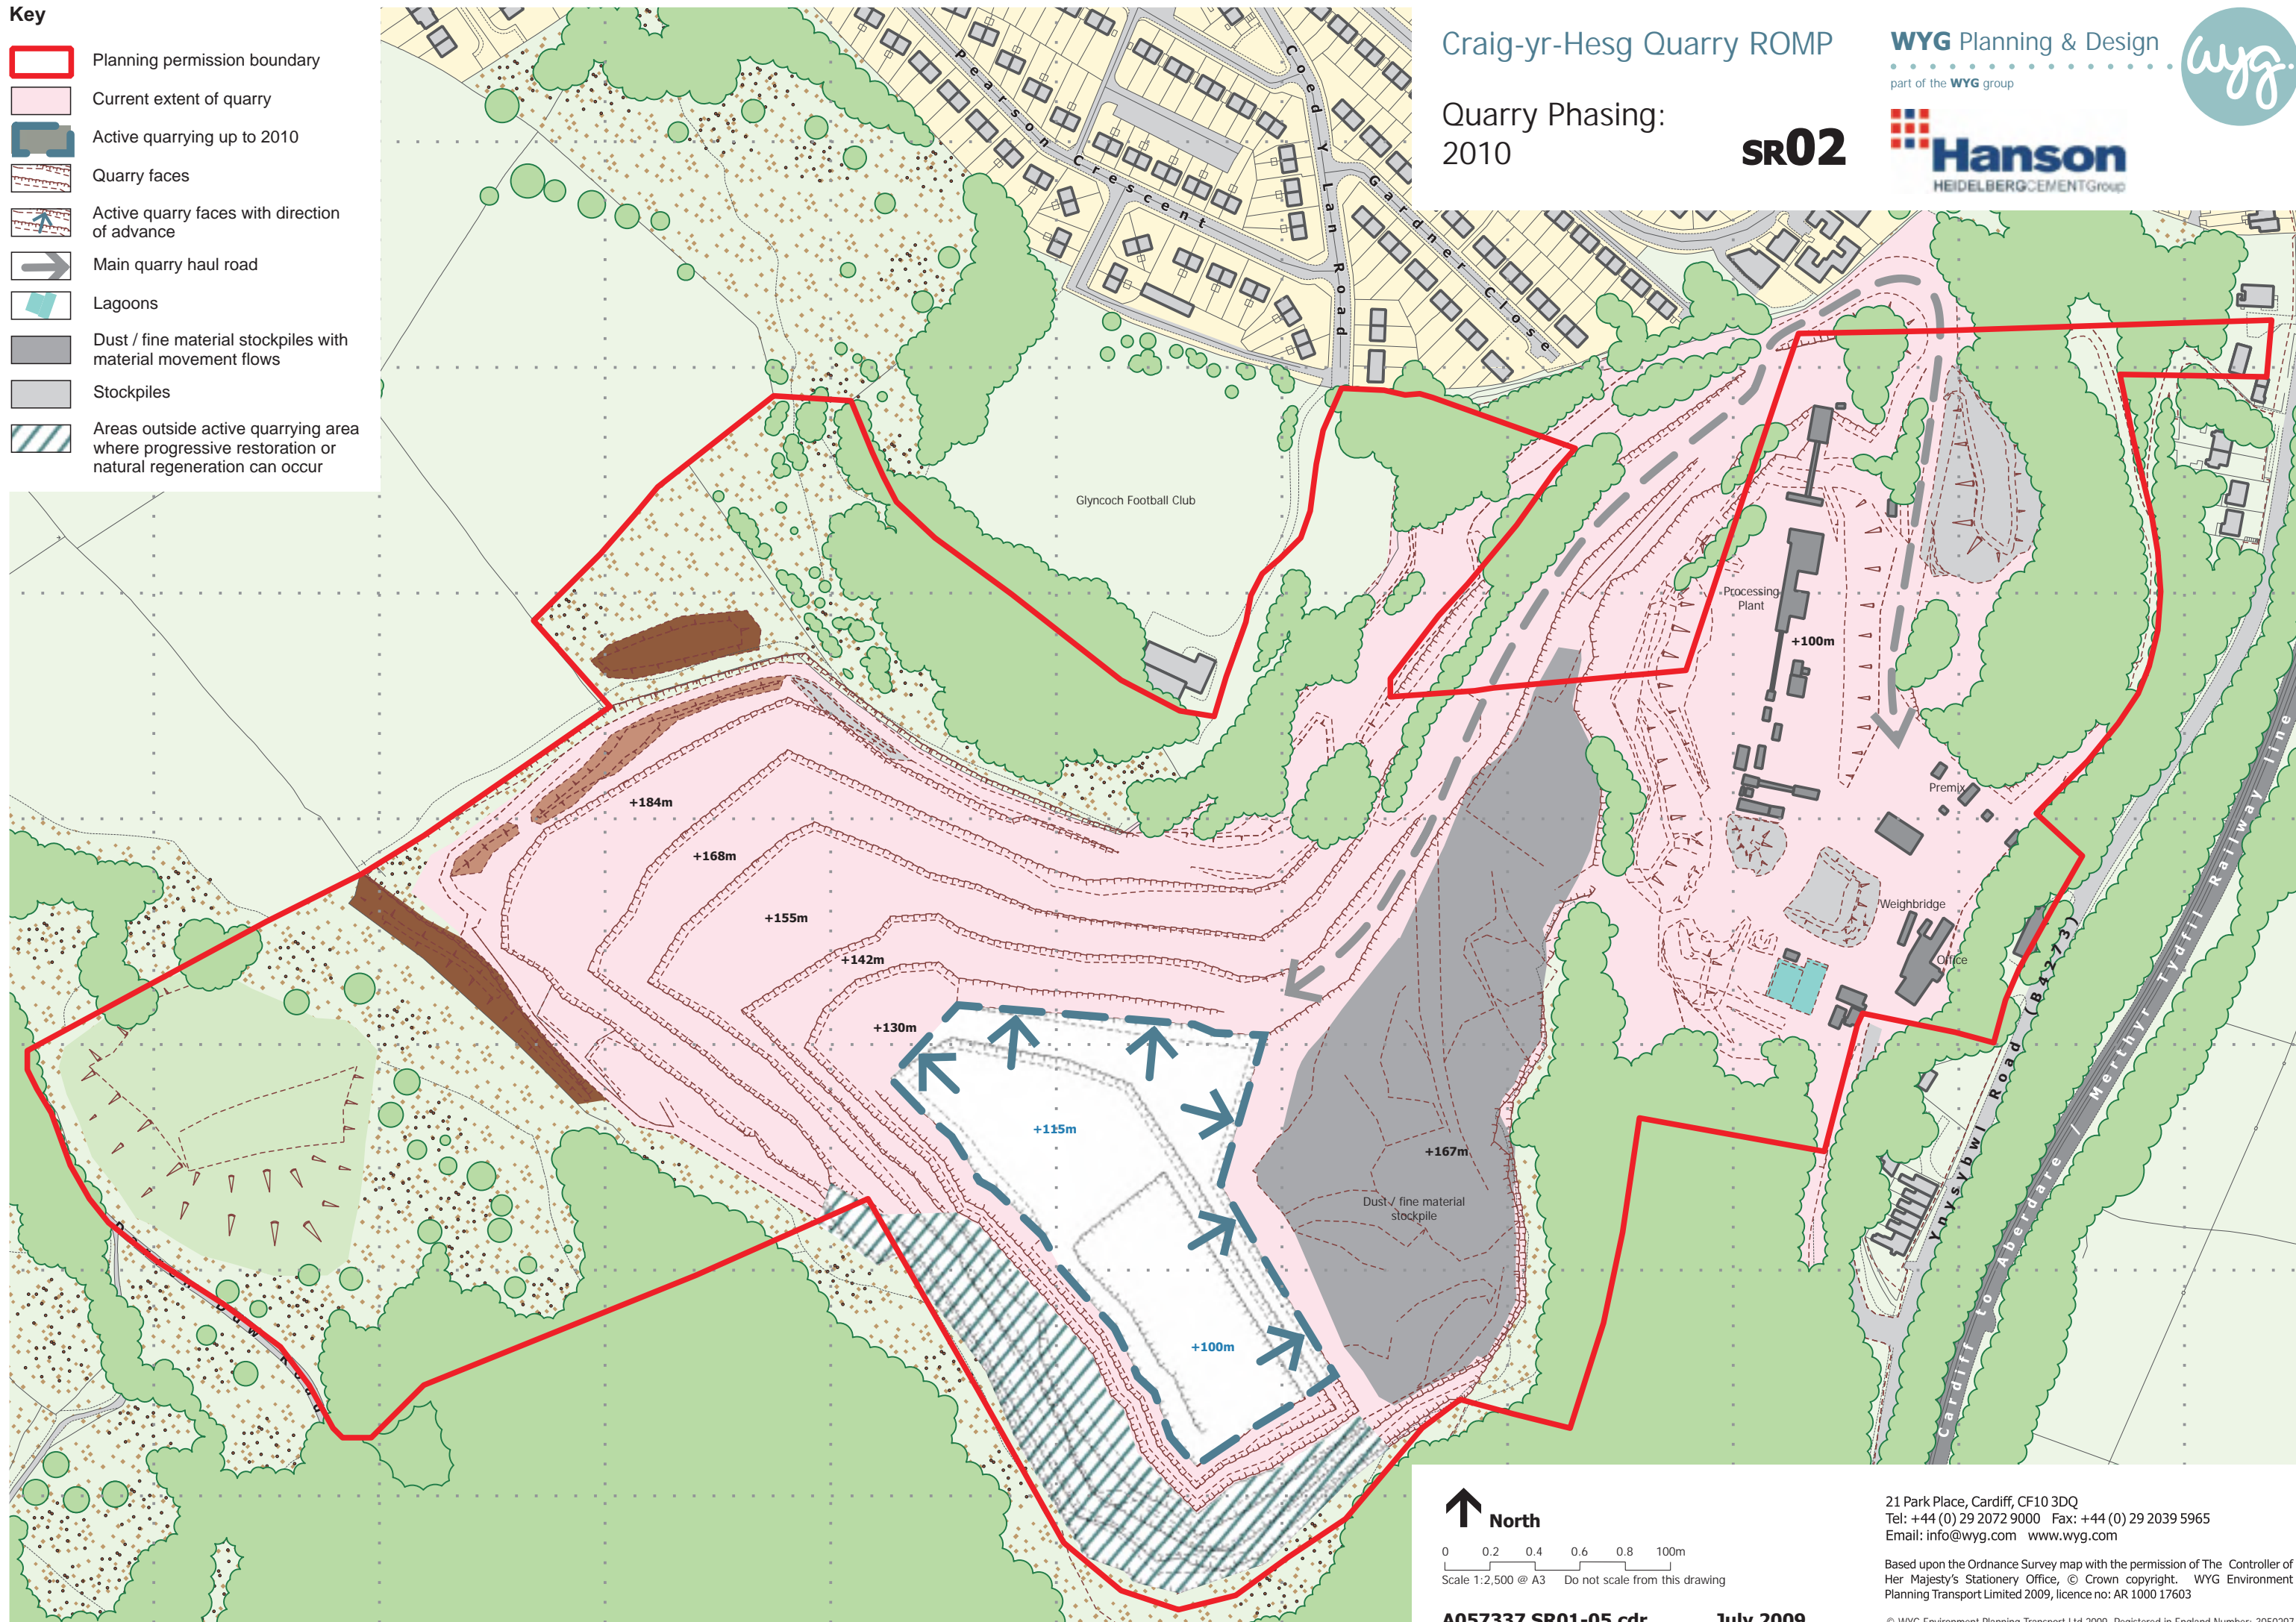 Key
Planning permission boundary
Current extent of quarry
Active quarrying up to 2010
Quarry faces
Active quarry faces with direction
of advance
Main quarry haul road
Lagoons
Dust / fine material stockpiles with
material movement flows
Stockpiles
Areas outside active quarrying area
where progressive restoration or
natural regeneration can occur
Craig-yr-Hesg Quarry ROMP
Quarry Phasing:
2010
SR02
WYG Planning & Design
part of the WYG group
wyg
Hanson
HEIDELBERGCEMENTGroup
Pearson Crescent
Coed Y Lan Road
Gardner Close
Glyncoch Football Club
Processing
Plant
+100m
Premix
Weighbridge
Office
+184m
+168m
+155m
+142m
+130m
+115m
+100m
+167m
Dust / fine material
stockpile
Ynysybwl Road (B4273)
Cardiff to Aberdare / Merthyr Tydfil Railway line
North
0 0.2 0.4 0.6 0.8 100m
Scale 1:2,500 @ A3 Do not scale from this drawing
A057337 SR01-05.cdr July 2009
21 Park Place, Cardiff, CF10 3DQ
Tel: +44 (0) 29 2072 9000 Fax: +44 (0) 29 2039 5965
Email: info@wyg.com www.wyg.com
Based upon the Ordnance Survey map with the permission of The Controller of
Her Majesty's Stationery Office, © Crown copyright. WYG Environment
Planning Transport Limited 2009, licence no: AR 1000 17603